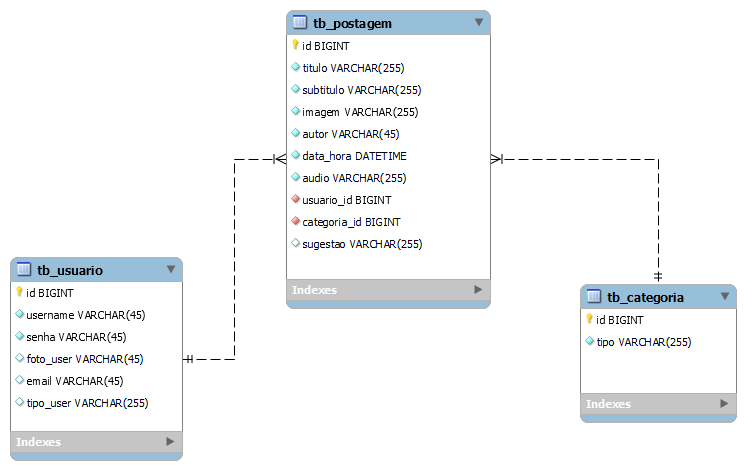 tb_postagem
id BIGINT
titulo VARCHAR(255)
subtitulo VARCHAR(255)
imagem VARCHAR(255)
autor VARCHAR(45)
data_hora DATETIME
audio VARCHAR(255)
usuario_id BIGINT
categoria_id BIGINT
sugestao VARCHAR(255)
Indexes
tb_usuario
id BIGINT
username VARCHAR(45)
senha VARCHAR(45)
foto_user VARCHAR(45)
email VARCHAR(45)
tipo_user VARCHAR(255)
Indexes
tb_categoria
id BIGINT
tipo VARCHAR(255)
Indexes